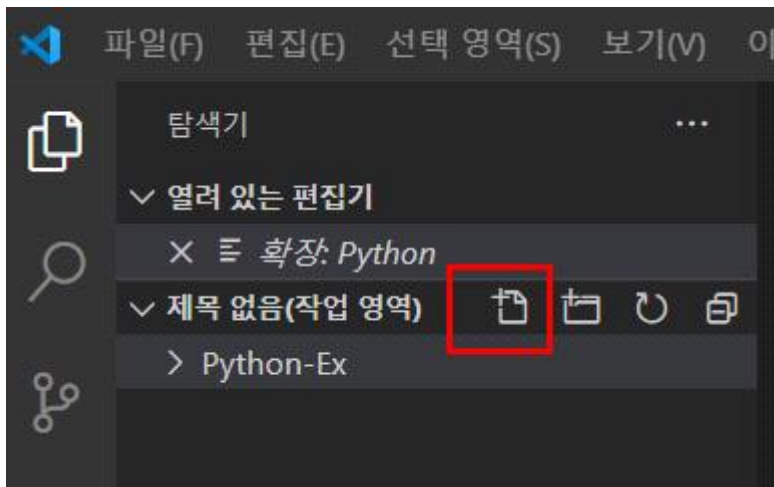 파일(F) 편집(E) 선택 영역(S) 보기(V) 이
탐색기 ...
열려 있는 편집기
확장: Python
제목 없음(작업 영역)
Python-Ex